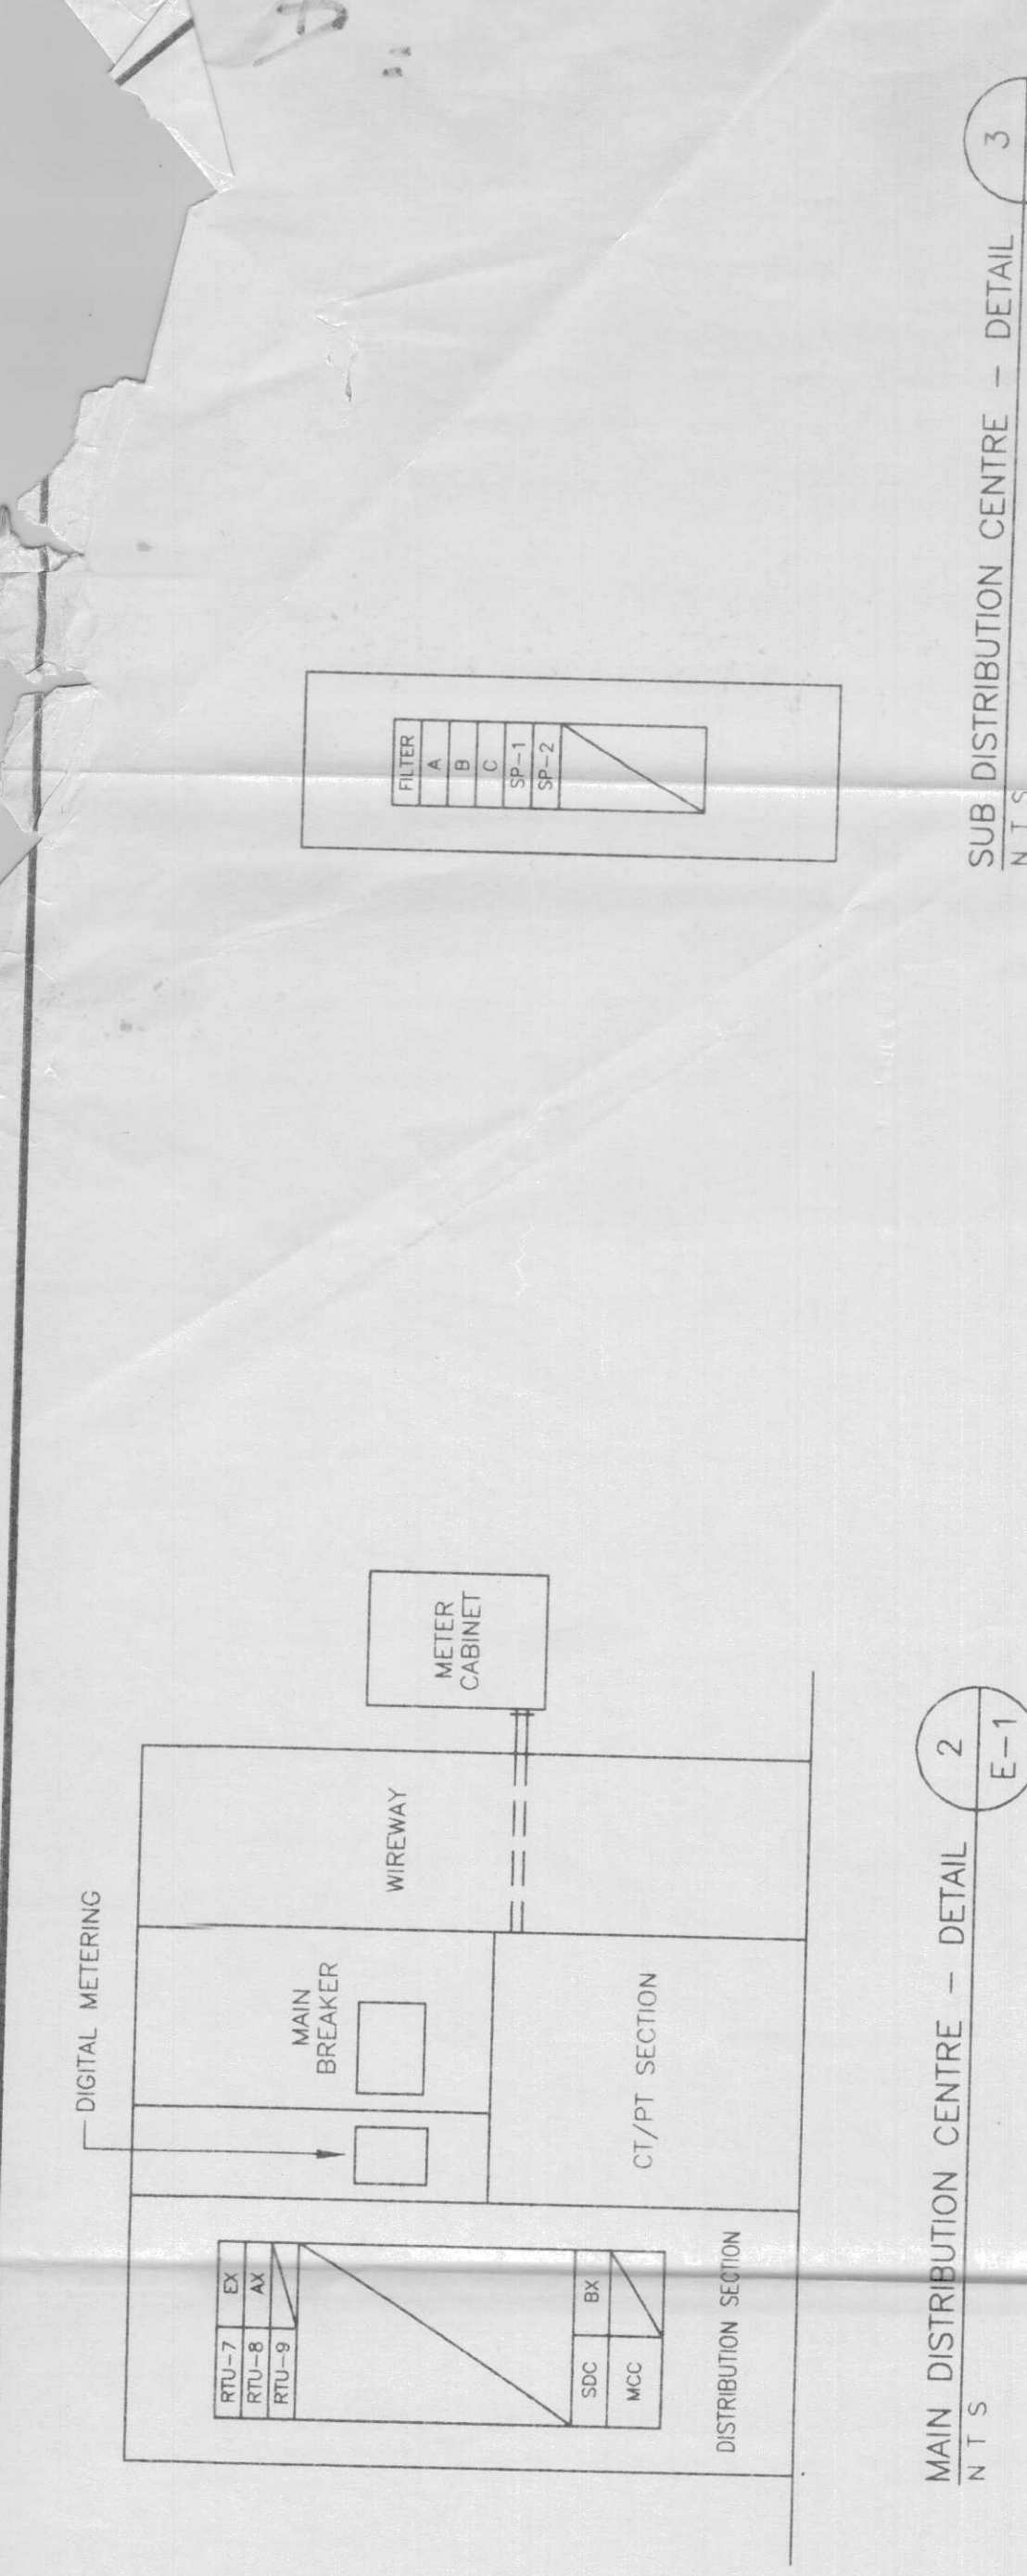 DIGITAL METERING
RTU-7 EX
RTU-8 AX
RTU-9
SDC BX
MCC
DISTRIBUTION SECTION
MAIN
BREAKER
CT/PT SECTION
WIREWAY
METER
CABINET
MAIN DISTRIBUTION CENTRE - DETAIL
N T S
2
E-1
FILTER
A
B
C
SP-1
SP-2
SUB DISTRIBUTION CENTRE - DETAIL
N T S
3